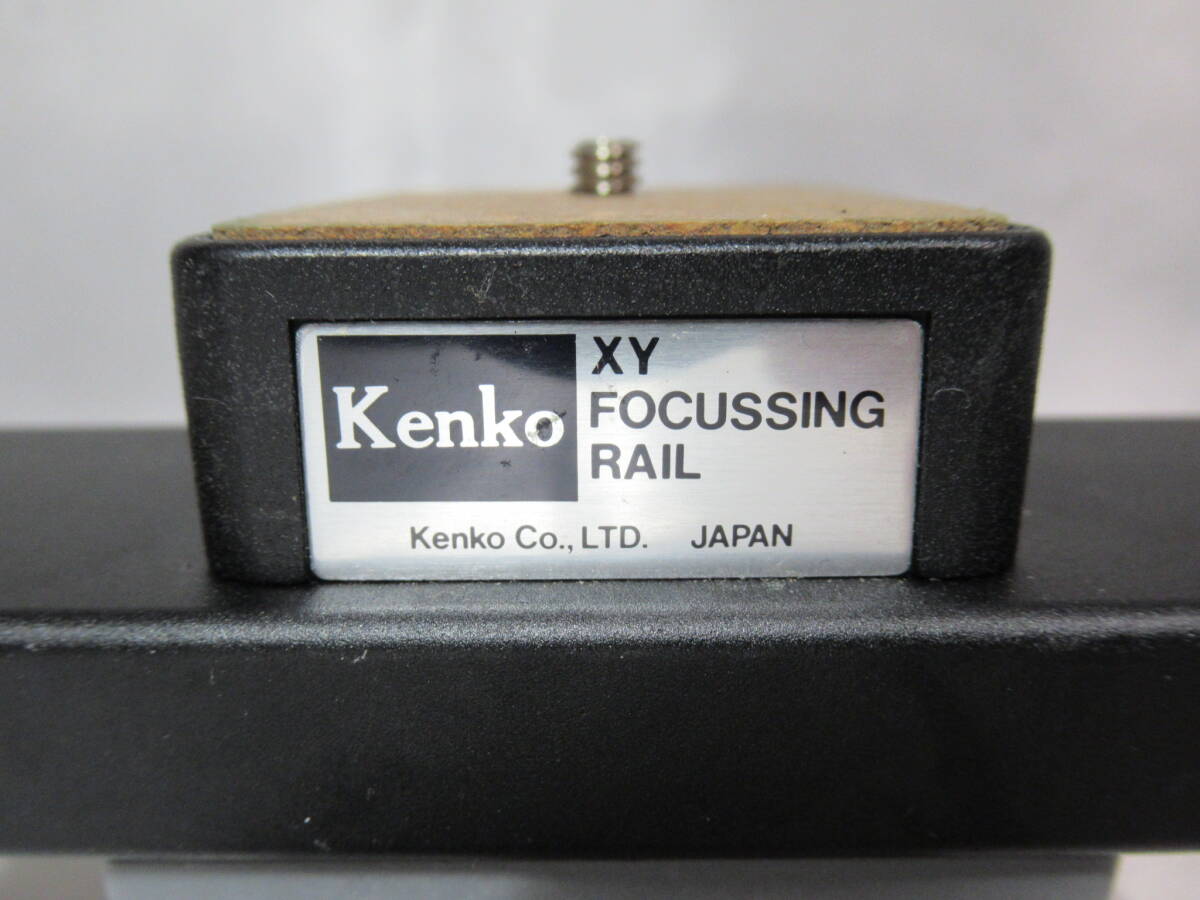 Kenko
XY
FOCUSSING
RAIL
Kenko Co., LTD. JAPAN